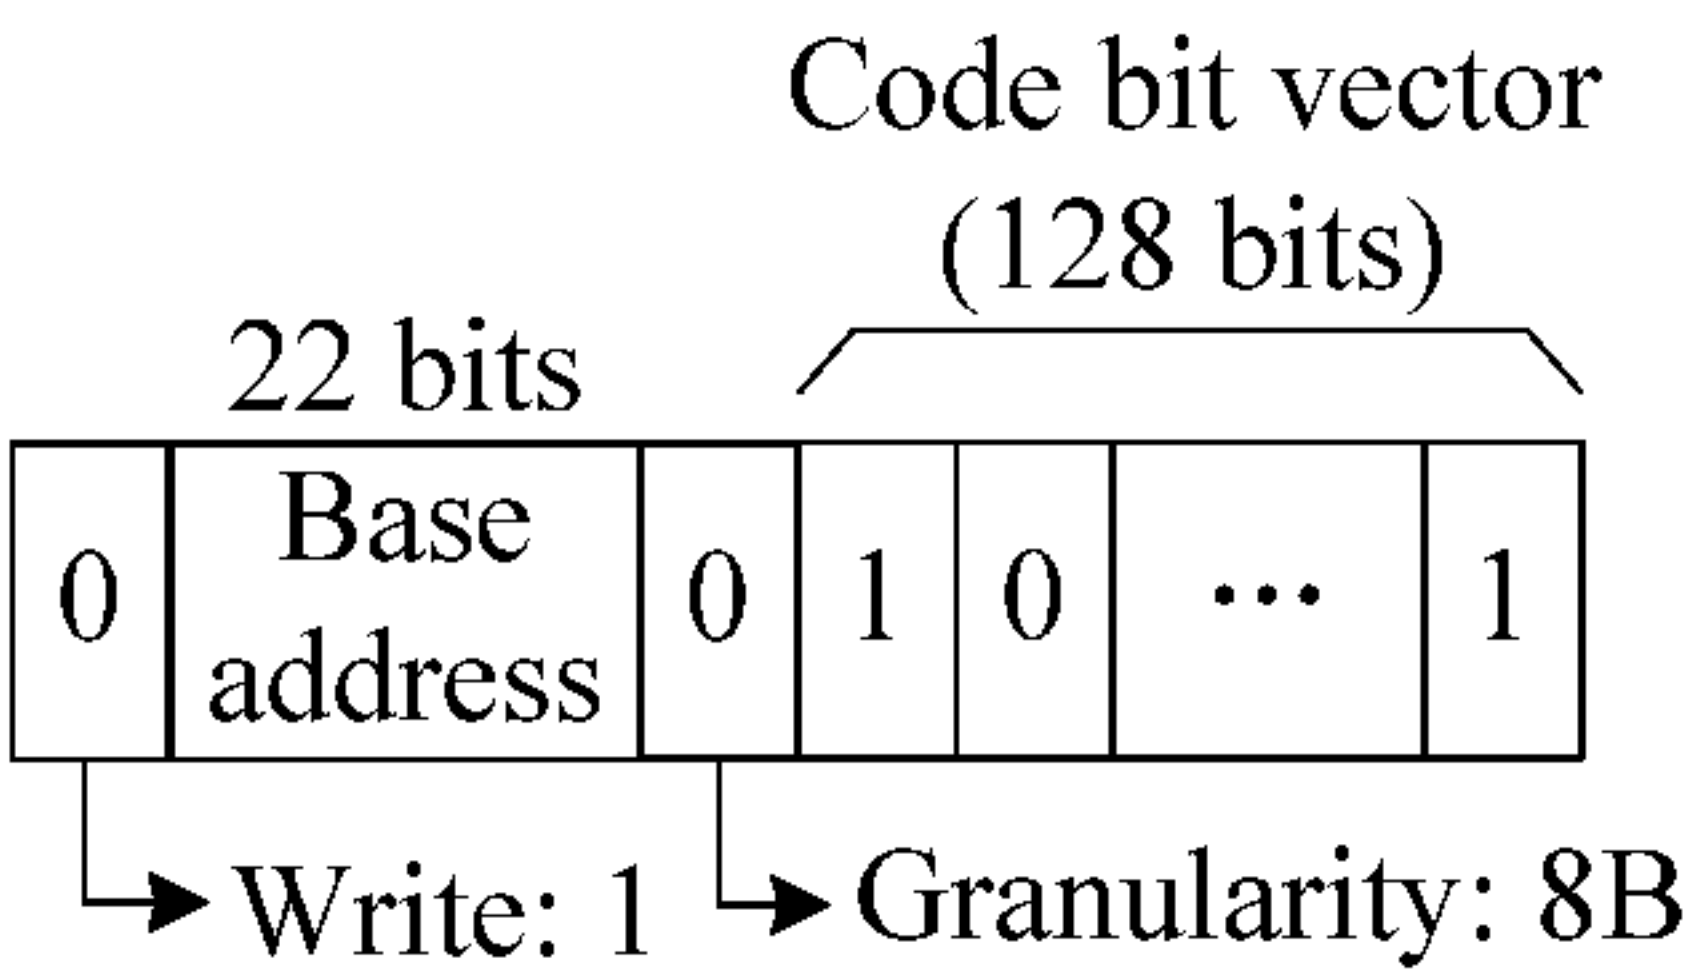 Code bit vector
(128 bits)
22 bits
0 Base address 0 1 0 ... 1
Write: 1 Granularity: 8B